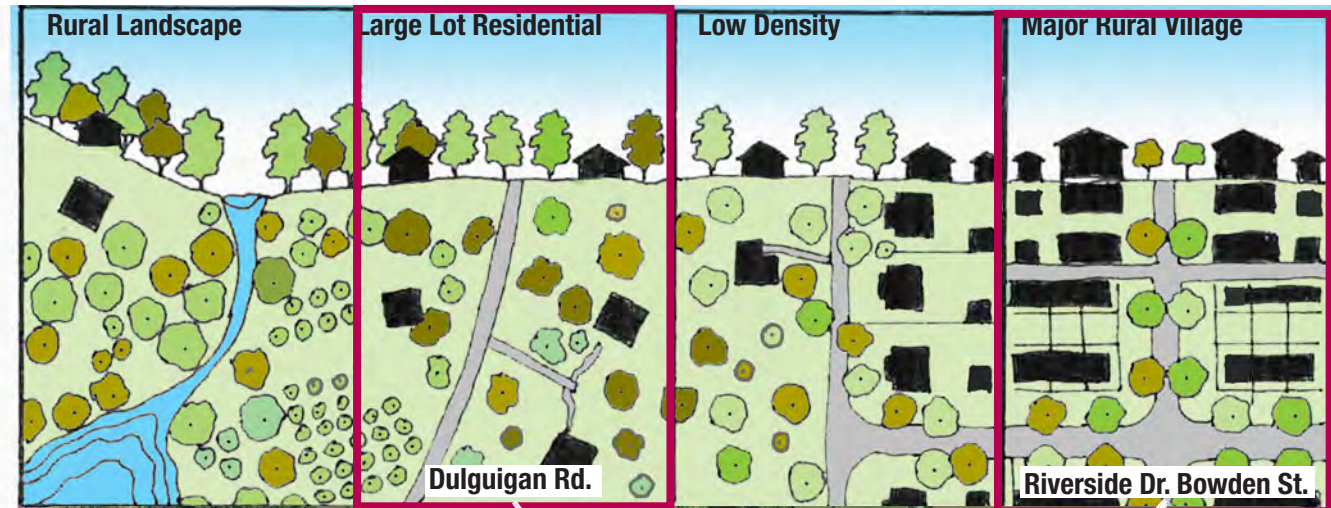 Rural Landscape
Large Lot Residential
Low Density
Major Rural Village
Dulguigan Rd.
Riverside Dr. Bowden St.